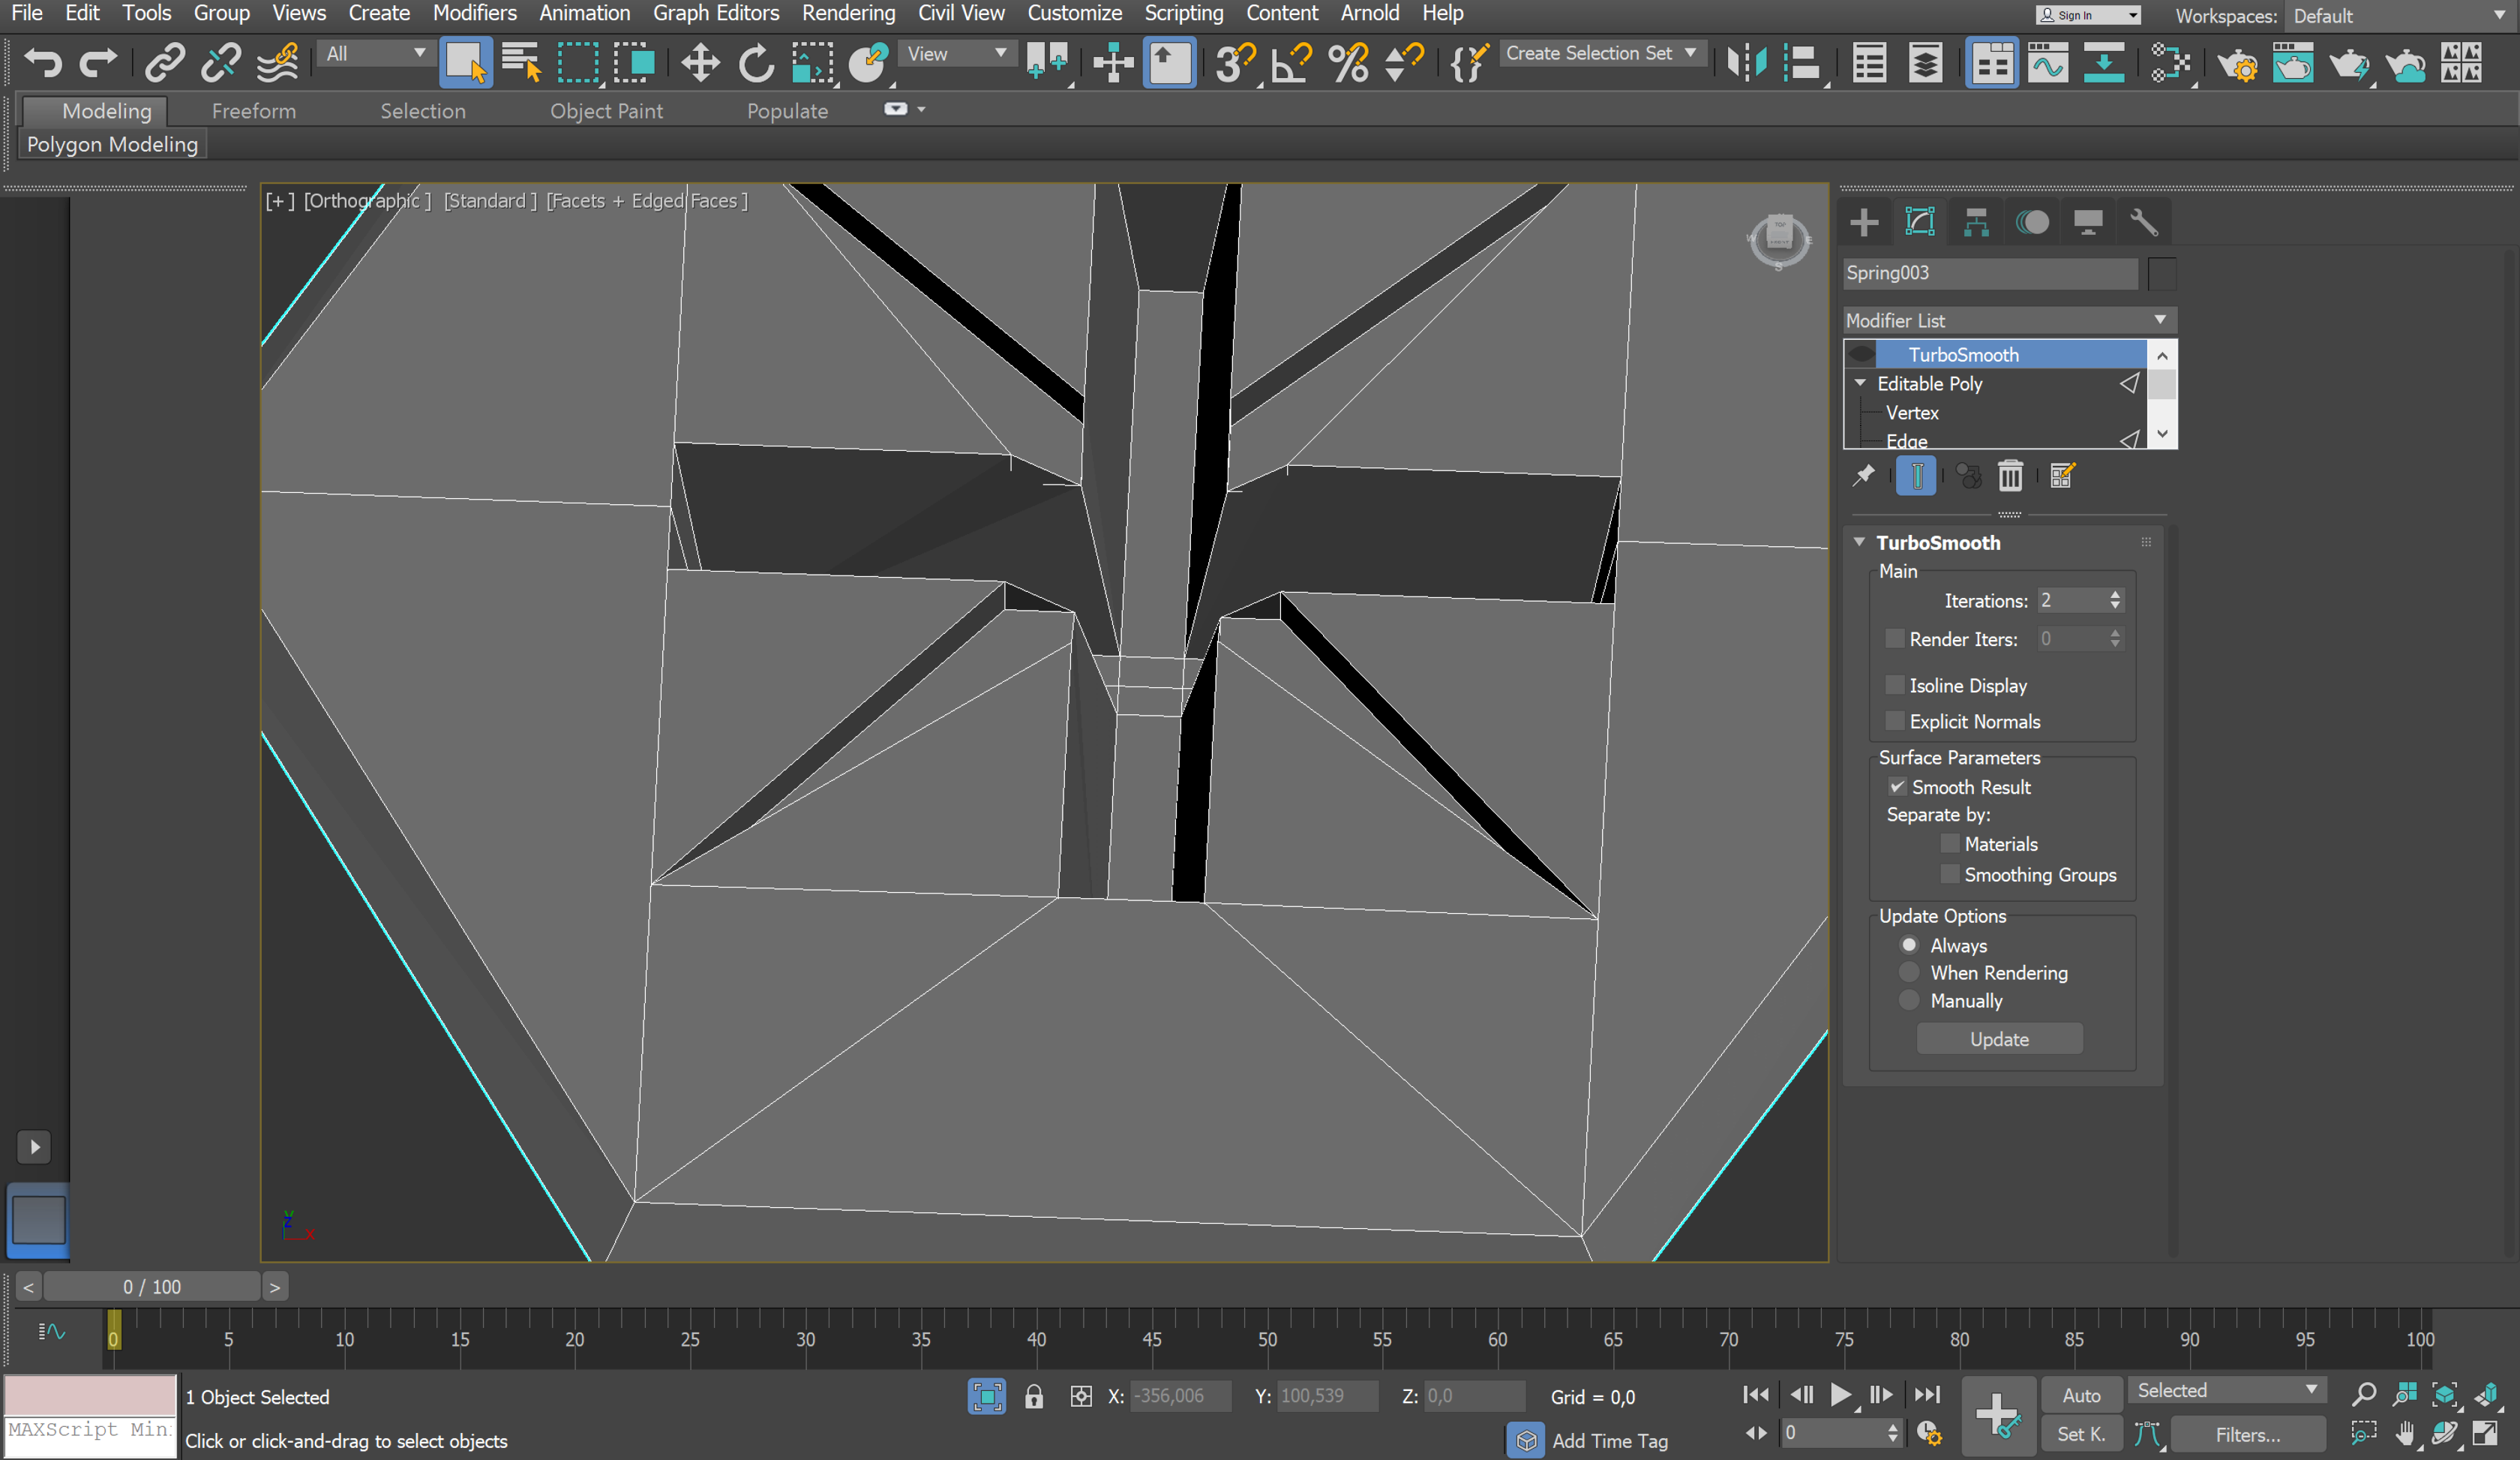 File Edit Tools Group Views Create Modifiers Animation Graph Editors Rendering Civil View Customize Scripting Content Arnold Help
Sign In
Workspaces: Default
All
View
3
Create Selection Set
Modeling Freeform Selection Object Paint Populate
Polygon Modeling
[+] [Orthographic] [Standard] [Facets + Edged Faces]
TOP
W
E
S
Spring003
Modifier List
TurboSmooth
Editable Poly
Vertex
Edge
TurboSmooth
Main
Iterations: 2
Render Iters: 0
Isoline Display
Explicit Normals
Surface Parameters
Smooth Result
Separate by:
Materials
Smoothing Groups
Update Options
Always
When Rendering
Manually
Update
Z
X
< 0 / 100 >
0 5 10 15 20 25 30 35 40 45 50 55 60 65 70 75 80 85 90 95 100
1 Object Selected
X: -356,006 Y: 100,539 Z: 0,0 Grid = 0,0
Auto Selected
MAXScript Min
Click or click-and-drag to select objects
Add Time Tag
0
Set K. Filters...